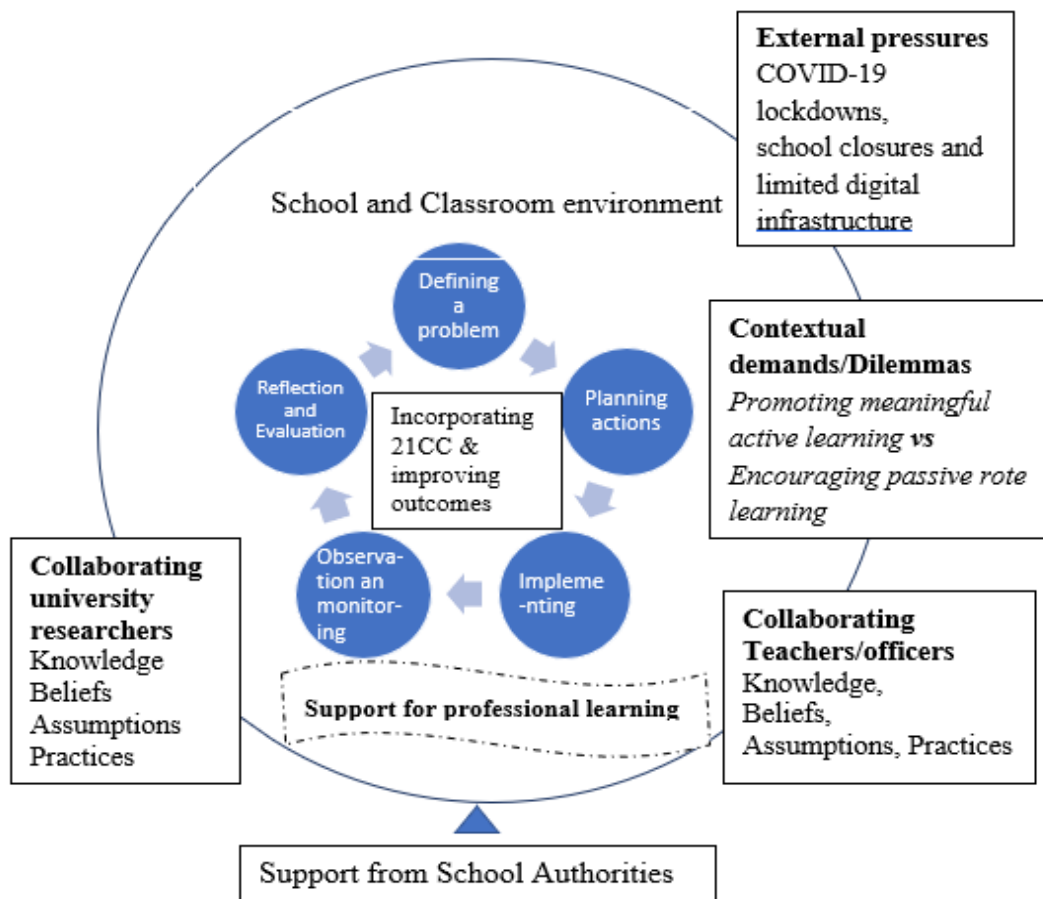 External pressures
COVID-19
lockdowns,
school closures and
limited digital
infrastructure
School and Classroom environment
Defining
a
problem
Planning
actions
Impleme
-nting
Observa-
tion an
monitor-
ing
Reflection
and
Evaluation
Incorporating
21CC &
improving
outcomes
Contextual
demands/Dilemmas
Promoting meaningful
active learning vs
Encouraging passive rote
learning
Collaborating
university
researchers
Knowledge
Beliefs
Assumptions
Practices
Support for professional learning
Collaborating
Teachers/officers
Knowledge,
Beliefs,
Assumptions, Practices
Support from School Authorities